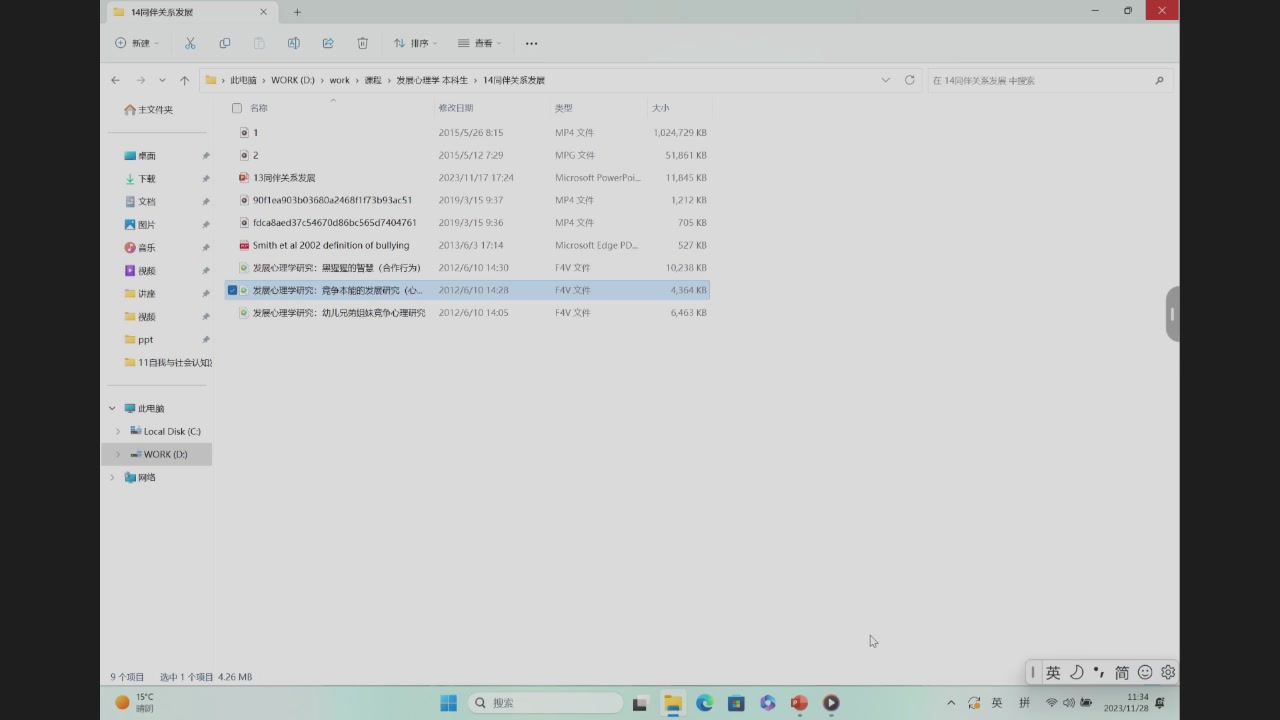 14同伴关系发展
新建
排序
查看
此电脑 › WORK (D:) › work › 课程 › 发展心理学 本科生 › 14同伴关系发展
在 14同伴关系发展 中搜索
主文件夹
桌面
下载
文档
图片
音乐
视频
讲座
视频
ppt
11自我与社会认知发
此电脑
Local Disk (C:)
WORK (D:)
网络
名称 修改日期 类型 大小
1 2015/5/26 8:15 MP4 文件 1,024,729 KB
2 2015/5/12 7:29 MPG 文件 51,861 KB
13同伴关系发展 2023/11/17 17:24 Microsoft PowerPoi... 11,845 KB
90f1ea903b03680a2468f1f73b93ac51 2019/3/15 9:37 MP4 文件 1,212 KB
fdca8aed37c54670d86bc565d7404761 2019/3/15 9:36 MP4 文件 705 KB
Smith et al 2002 definition of bullying 2013/6/3 17:14 Microsoft Edge PD... 527 KB
发展心理学研究：黑猩猩的智慧（合作行为） 2012/6/10 14:30 F4V 文件 10,238 KB
发展心理学研究：竞争本能的发展研究（心... 2012/6/10 14:28 F4V 文件 4,364 KB
发展心理学研究：幼儿兄弟姐妹竞争心理研究 2012/6/10 14:05 F4V 文件 6,463 KB
9 个项目 选中 1 个项目 4.26 MB
英 简
15°C
晴朗
搜索
英 拼
11:34
2023/11/28